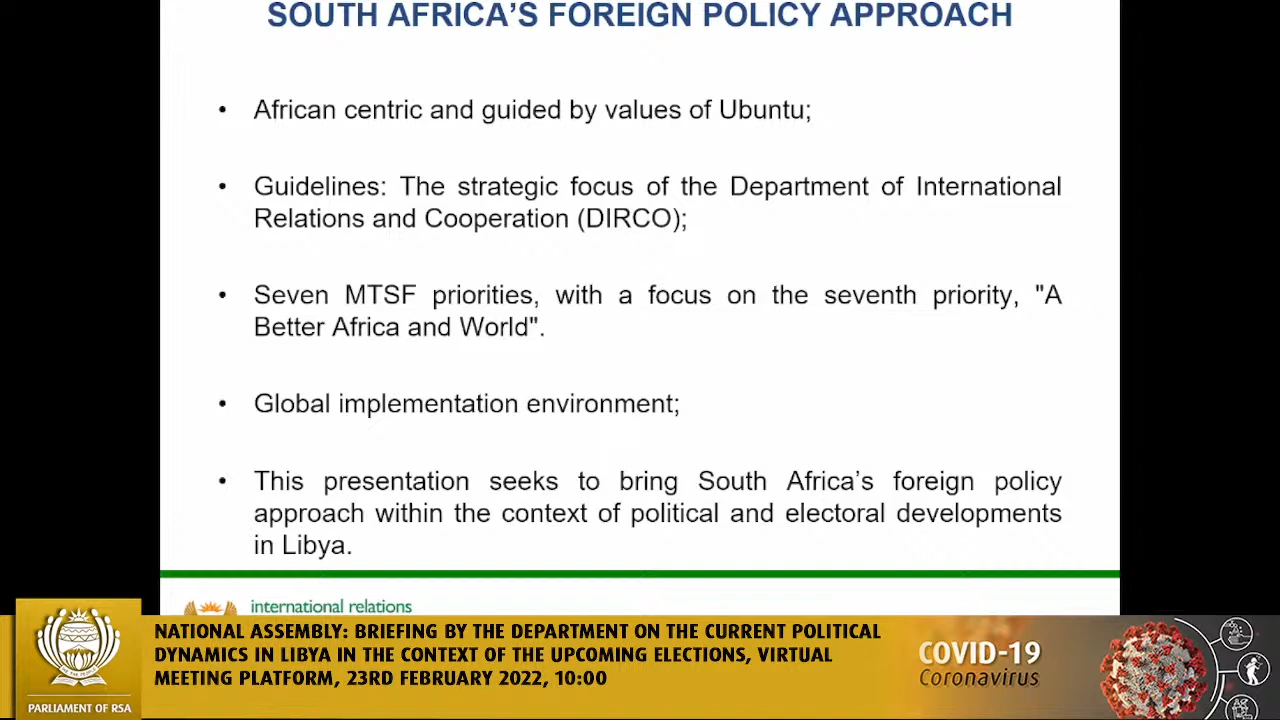 SOUTH AFRICA'S FOREIGN POLICY APPROACH
• African centric and guided by values of Ubuntu;
• Guidelines: The strategic focus of the Department of International
Relations and Cooperation (DIRCO);
• Seven MTSF priorities, with a focus on the seventh priority, "A
Better Africa and World".
• Global implementation environment;
• This presentation seeks to bring South Africa's foreign policy
approach within the context of political and electoral developments
in Libya.
international relations
NATIONAL ASSEMBLY: BRIEFING BY THE DEPARTMENT ON THE CURRENT POLITICAL
DYNAMICS IN LIBYA IN THE CONTEXT OF THE UPCOMING ELECTIONS, VIRTUAL
MEETING PLATFORM, 23RD FEBRUARY 2022, 10:00
PARLIAMENT OF RSA
COVID-19
Coronavirus